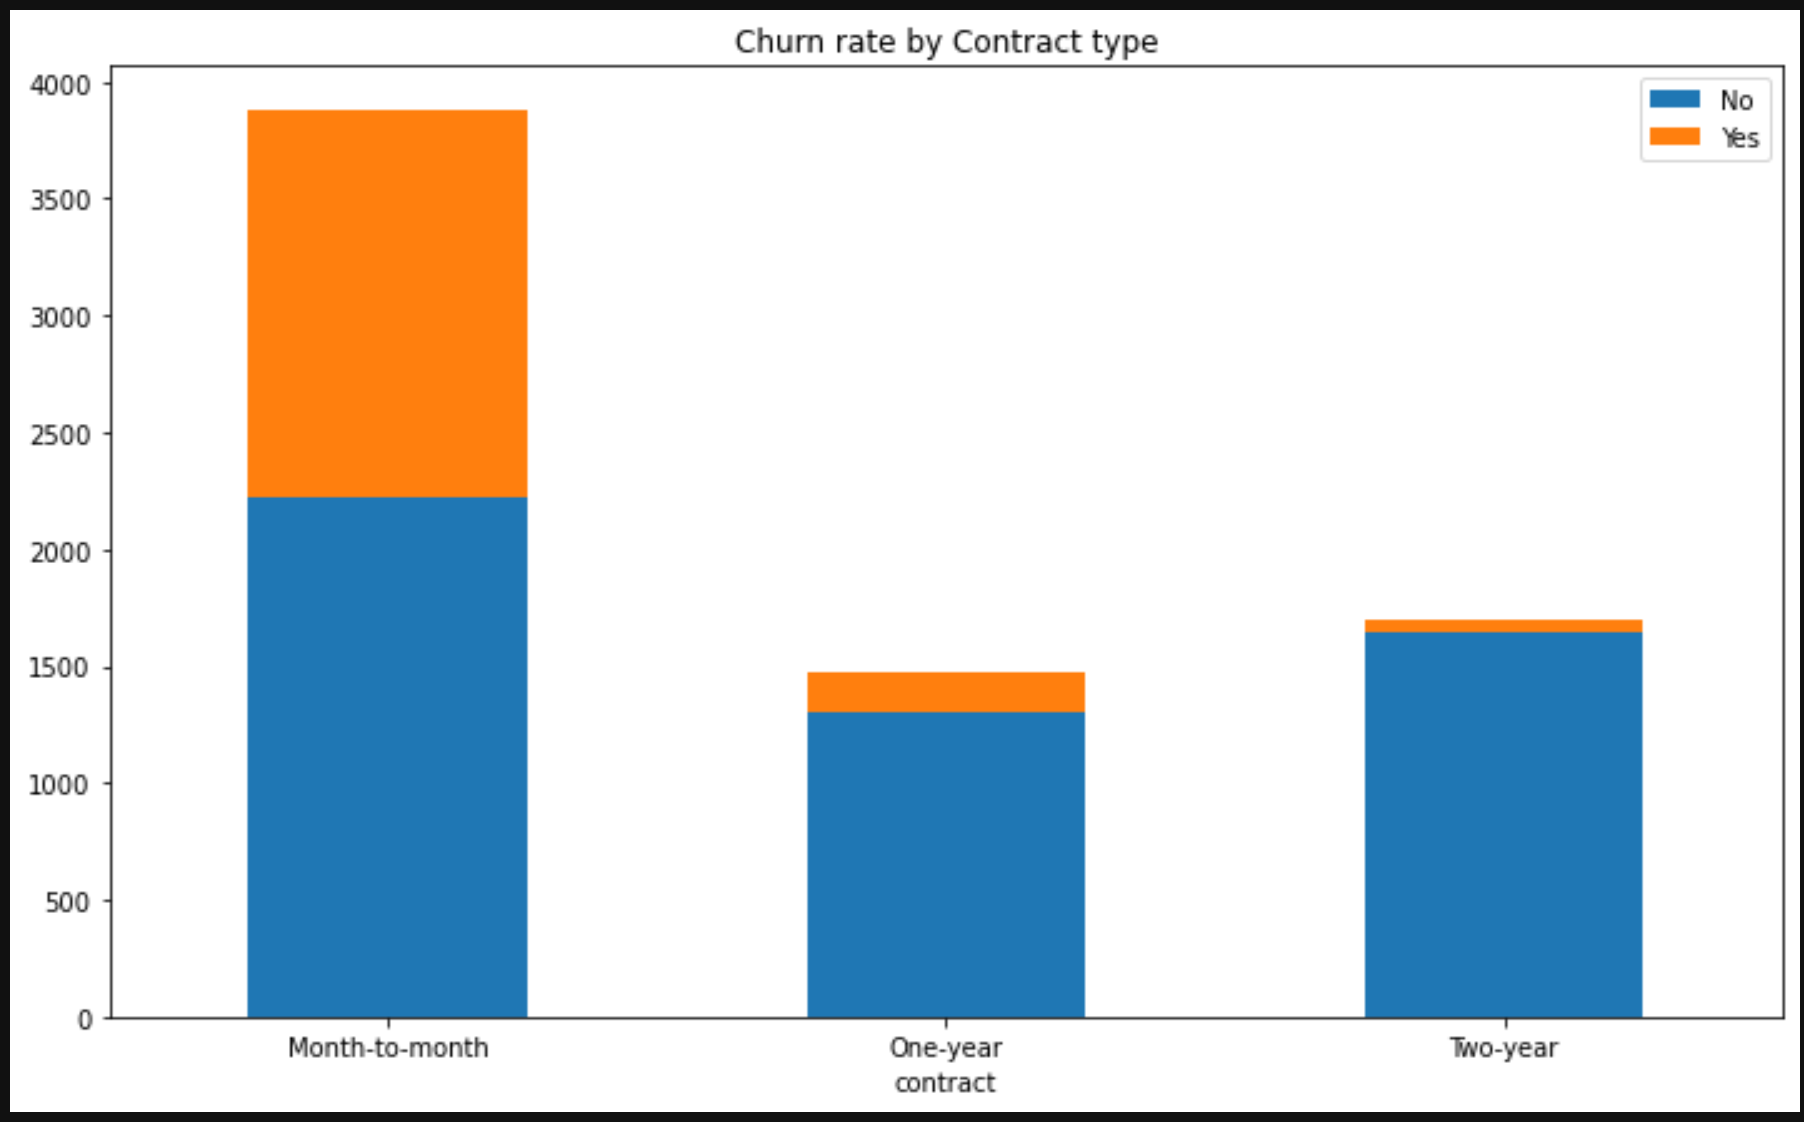 Churn rate by Contract type
No
Yes
4000
3500
3000
2500
2000
1500
1000
500
0
Month-to-month One-year Two-year
contract